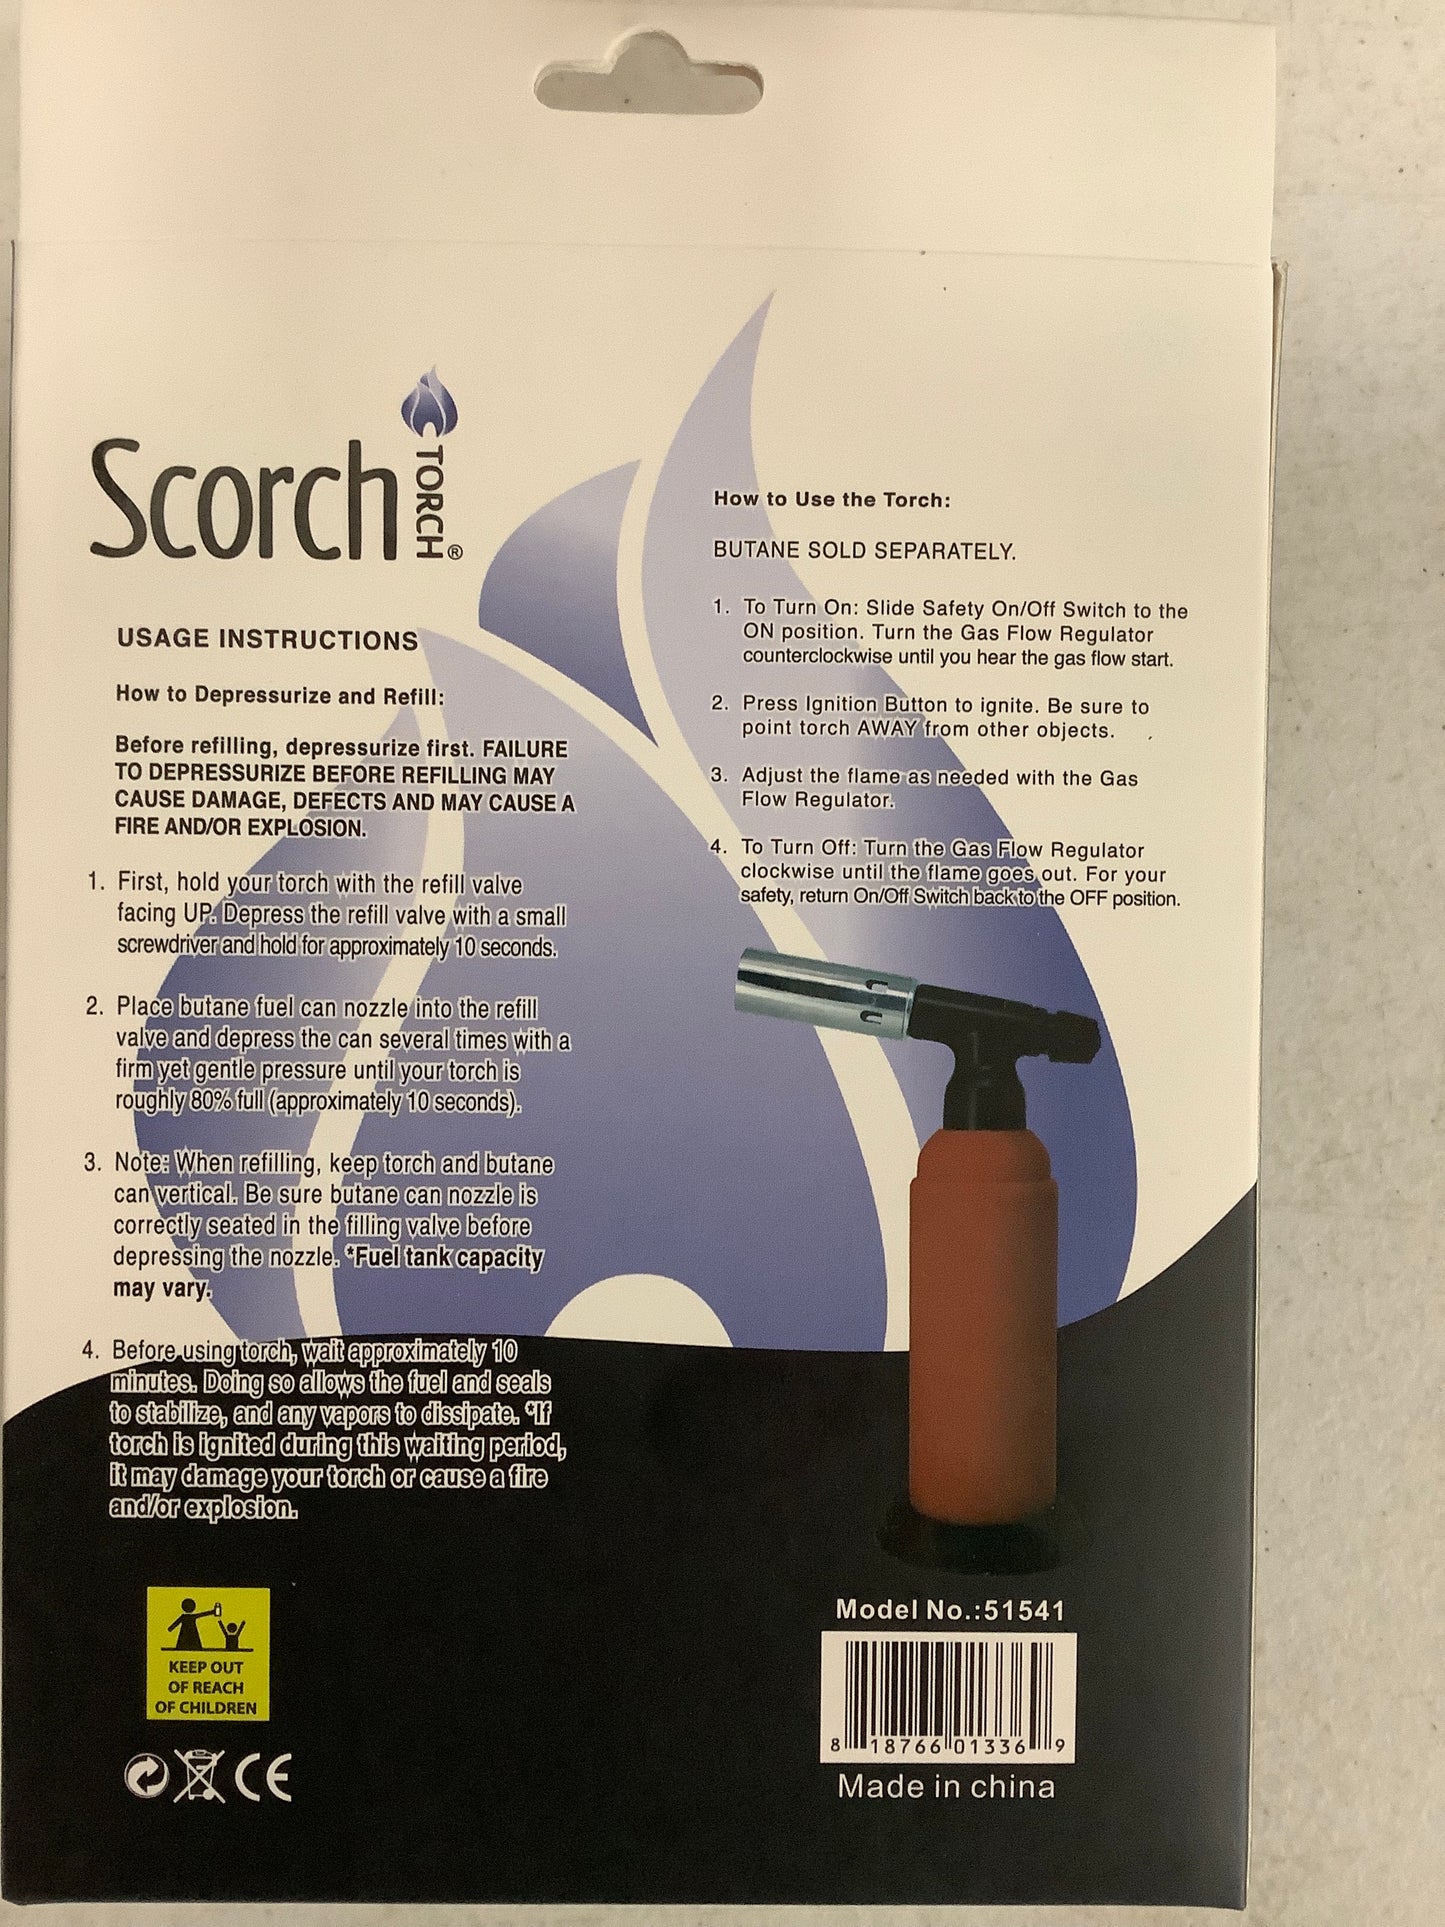 Scorch
TORCH®
USAGE INSTRUCTIONS
How to Depressurize and Refill:
Before refilling, depressurize first. FAILURE
TO DEPRESSURIZE BEFORE REFILLING MAY
CAUSE DAMAGE, DEFECTS AND MAY CAUSE A
FIRE AND/OR EXPLOSION.
1. First, hold your torch with the refill valve
facing UP. Depress the refill valve with a small
screwdriver and hold for approximately 10 seconds.
2. Place butane fuel can nozzle into the refill
valve and depress the can several times with a
firm yet gentle pressure until your torch is
roughly 80% full (approximately 10 seconds).
3. Note: When refilling, keep torch and butane
can vertical. Be sure butane can nozzle is
correctly seated in the filling valve before
depressing the nozzle. *Fuel tank capacity
may vary.
4. Before using torch, wait approximately 10
minutes. Doing so allows the fuel and seals
to stabilize, and any vapors to dissipate. *If
torch is ignited during this waiting period,
it may damage your torch or cause a fire
and/or explosion.
KEEP OUT
OF REACH
OF CHILDREN
CE
How to Use the Torch:
BUTANE SOLD SEPARATELY.
1. To Turn On: Slide Safety On/Off Switch to the
ON position. Turn the Gas Flow Regulator
counterclockwise until you hear the gas flow start.
2. Press Ignition Button to ignite. Be sure to
point torch AWAY from other objects.
3. Adjust the flame as needed with the Gas
Flow Regulator.
4. To Turn Off: Turn the Gas Flow Regulator
clockwise until the flame goes out. For your
safety, return On/Off Switch back to the OFF position.
Model No.:51541
8 18766 01336 9
Made in china